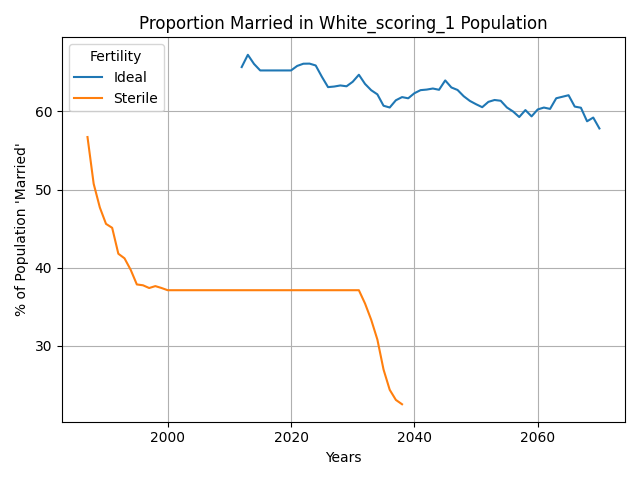 Proportion Married in White_scoring_1 Population
Fertility
Ideal
Sterile
% of Population 'Married'
60
50
40
30
2000
2020
2040
2060
Years